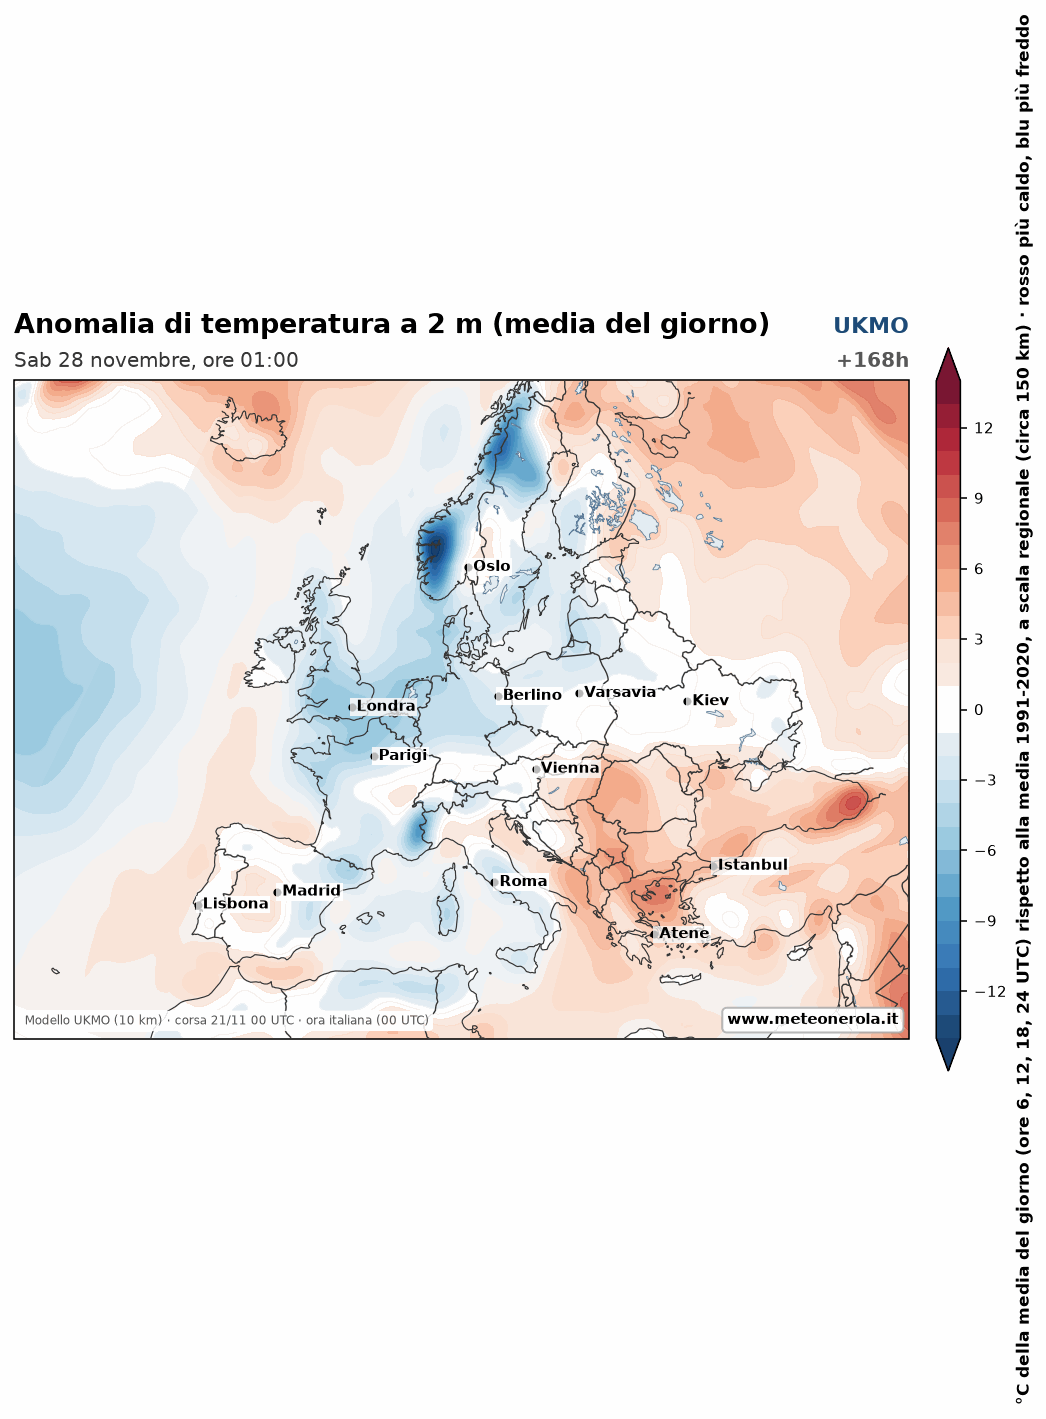 Anomalia di temperatura a 2 m (media del giorno)
UKMO
Sab 28 novembre, ore 01:00
+168h
Oslo
Londra
Berlino
Varsavia
Kiev
Parigi
Vienna
Istanbul
Madrid
Roma
Lisbona
Atene
Modello UKMO (10 km) · corsa 21/11 00 UTC · ora italiana (00 UTC)
www.meteonerola.it
12
9
6
3
0
−3
−6
−9
−12
°C della media del giorno (ore 6, 12, 18, 24 UTC) rispetto alla media 1991-2020, a scala regionale (circa 150 km) · rosso più caldo, blu più freddo